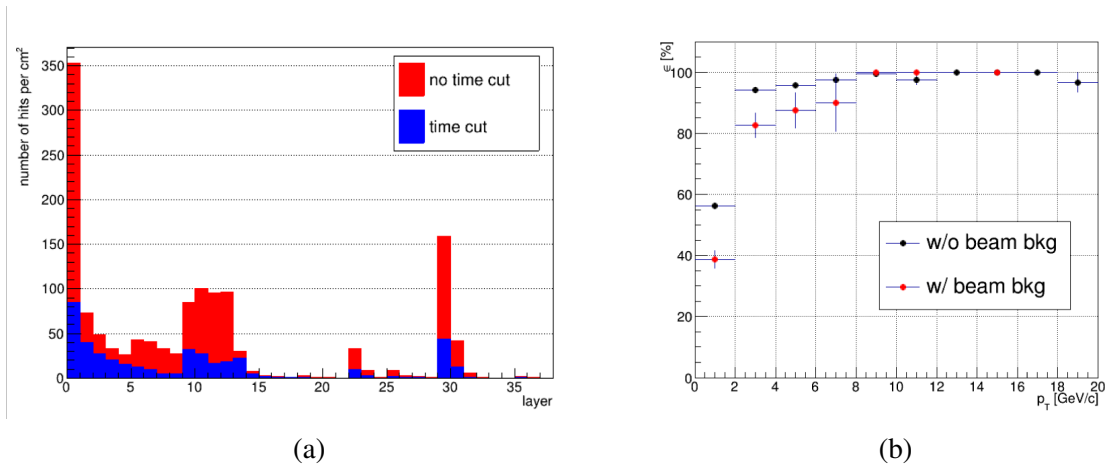 number of hits per cm²
350
300
250
200
150
100
50
0
0 5 10 15 20 25 30 35
layer
no time cut
time cut
(a)
ϵ [%]
100
80
60
40
20
0
0 2 4 6 8 10 12 14 16 18 20
p_T [GeV/c]
w/o beam bkg
w/ beam bkg
(b)